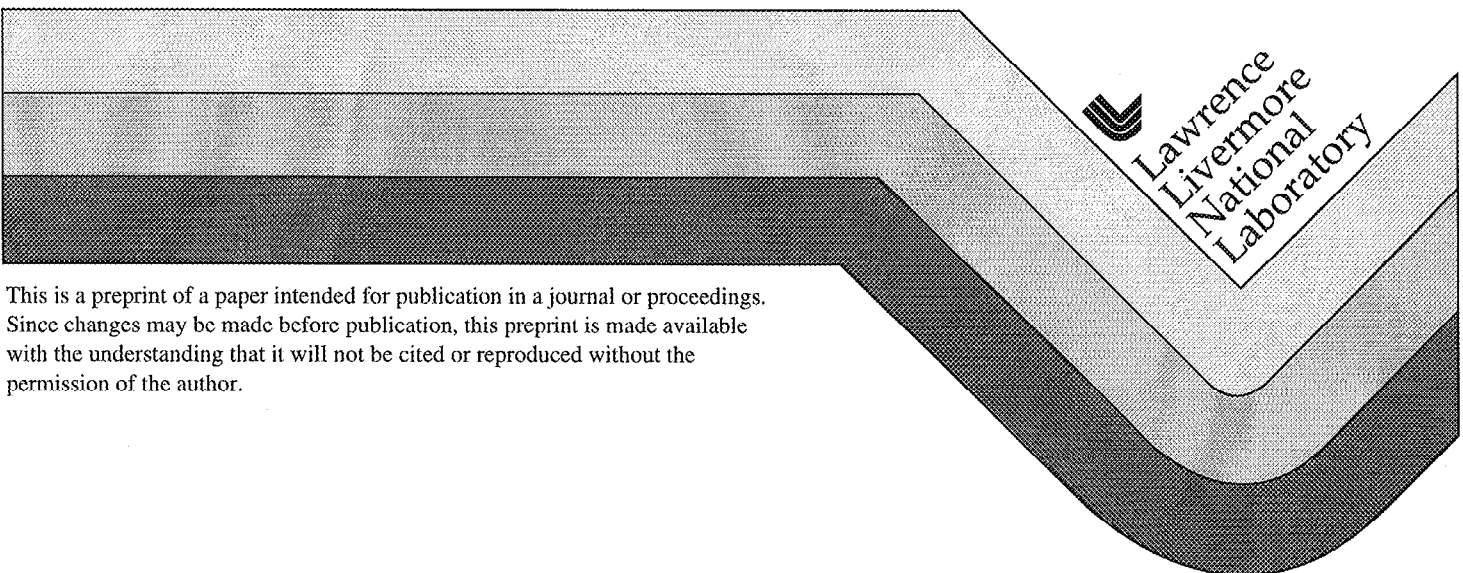 Lawrence
Livermore
National
Laboratory
This is a preprint of a paper intended for publication in a journal or proceedings.
Since changes may be made before publication, this preprint is made available
with the understanding that it will not be cited or reproduced without the
permission of the author.